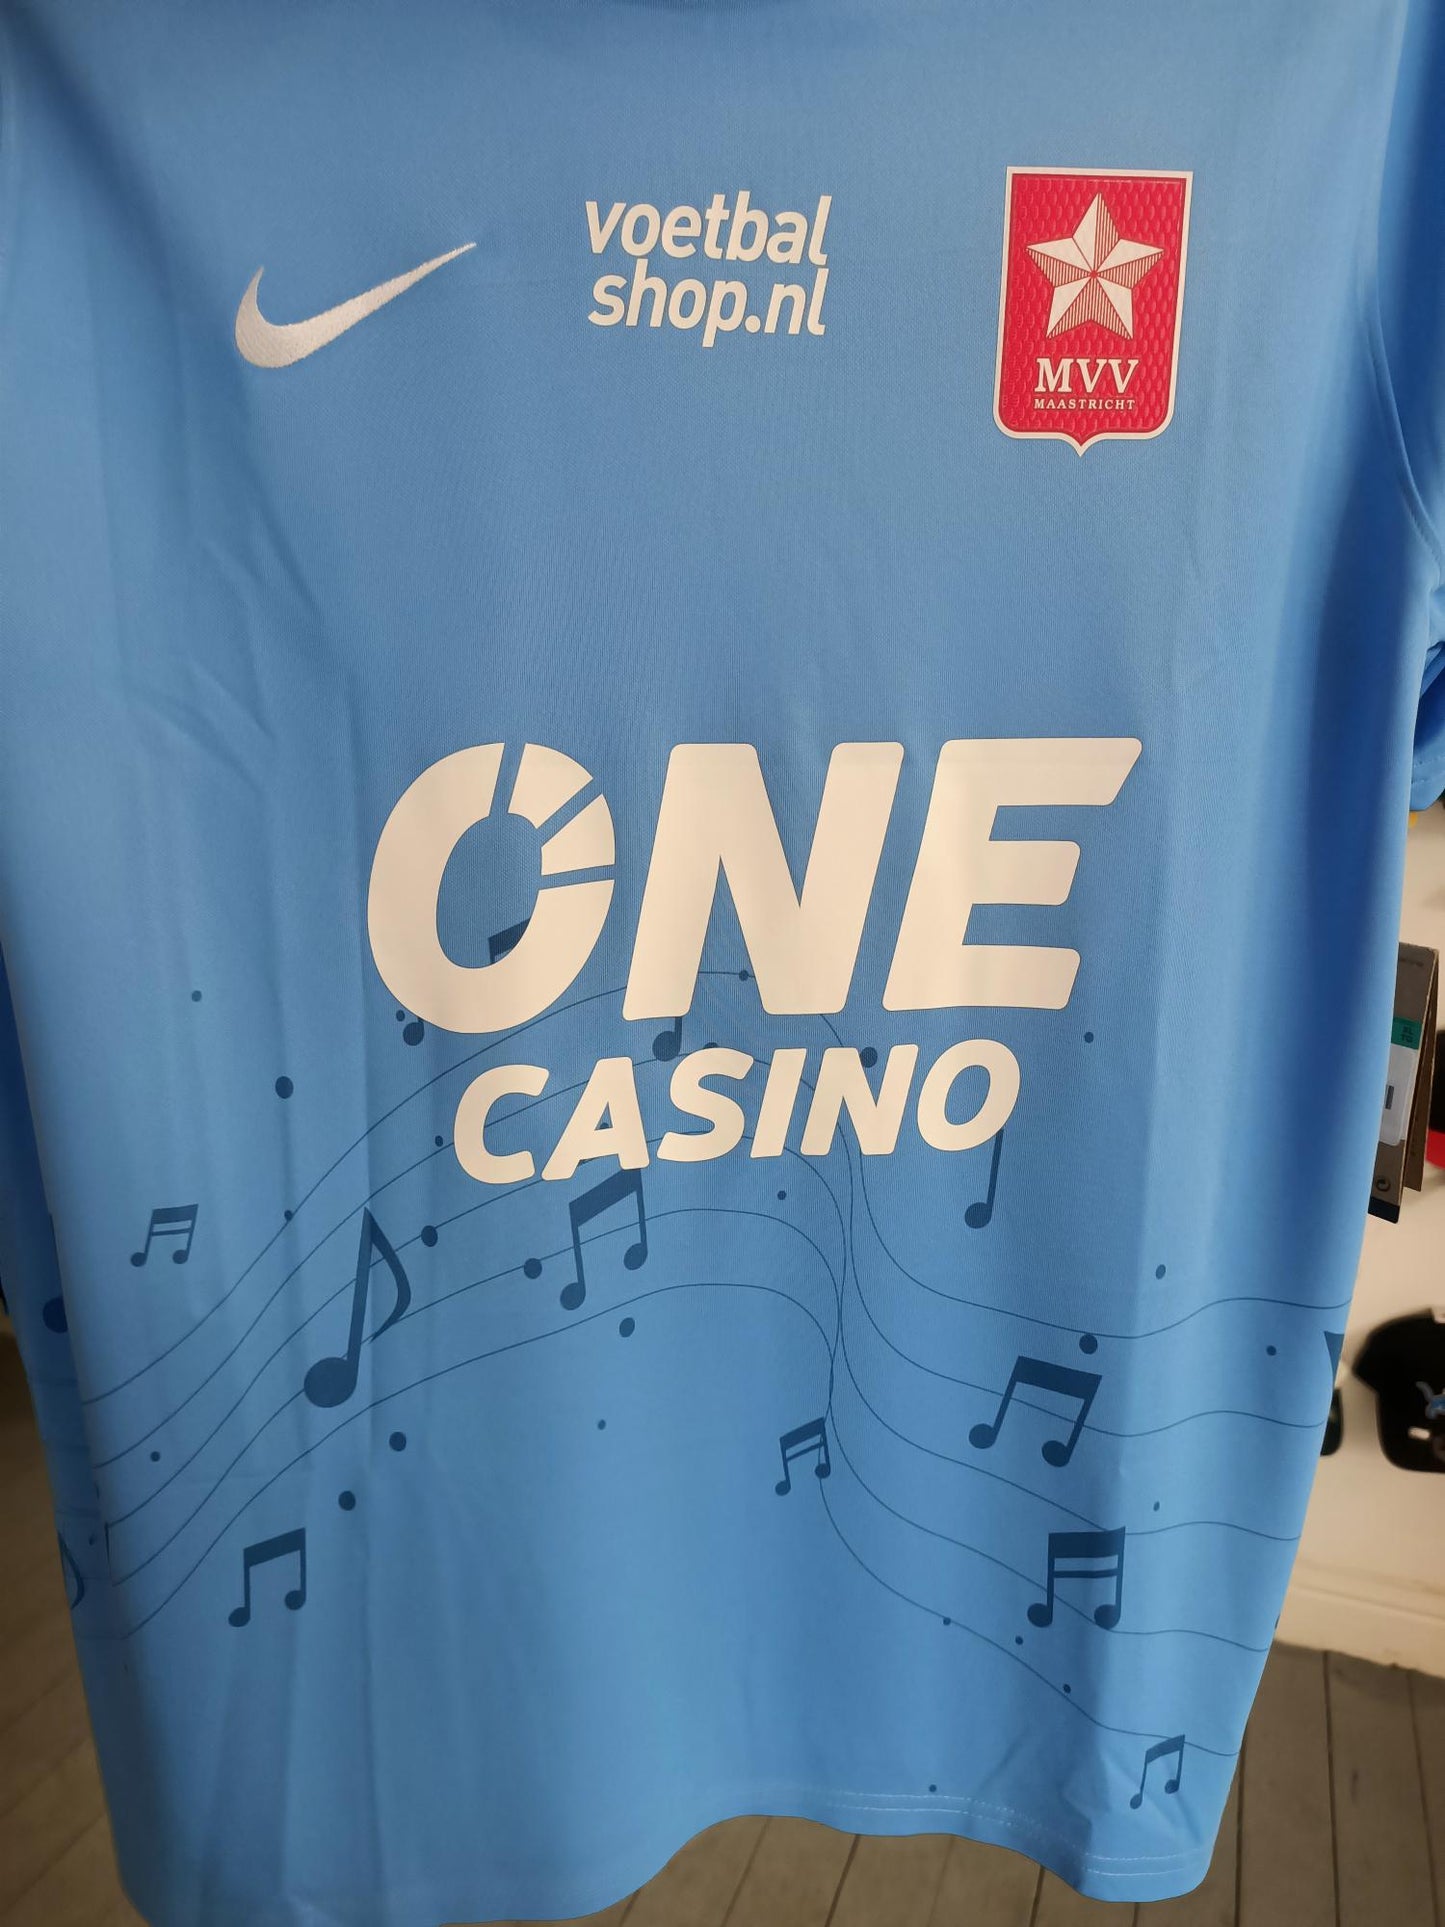 voetbal
shop.nl
MVV
MAASTRICHT
ONE
CASINO